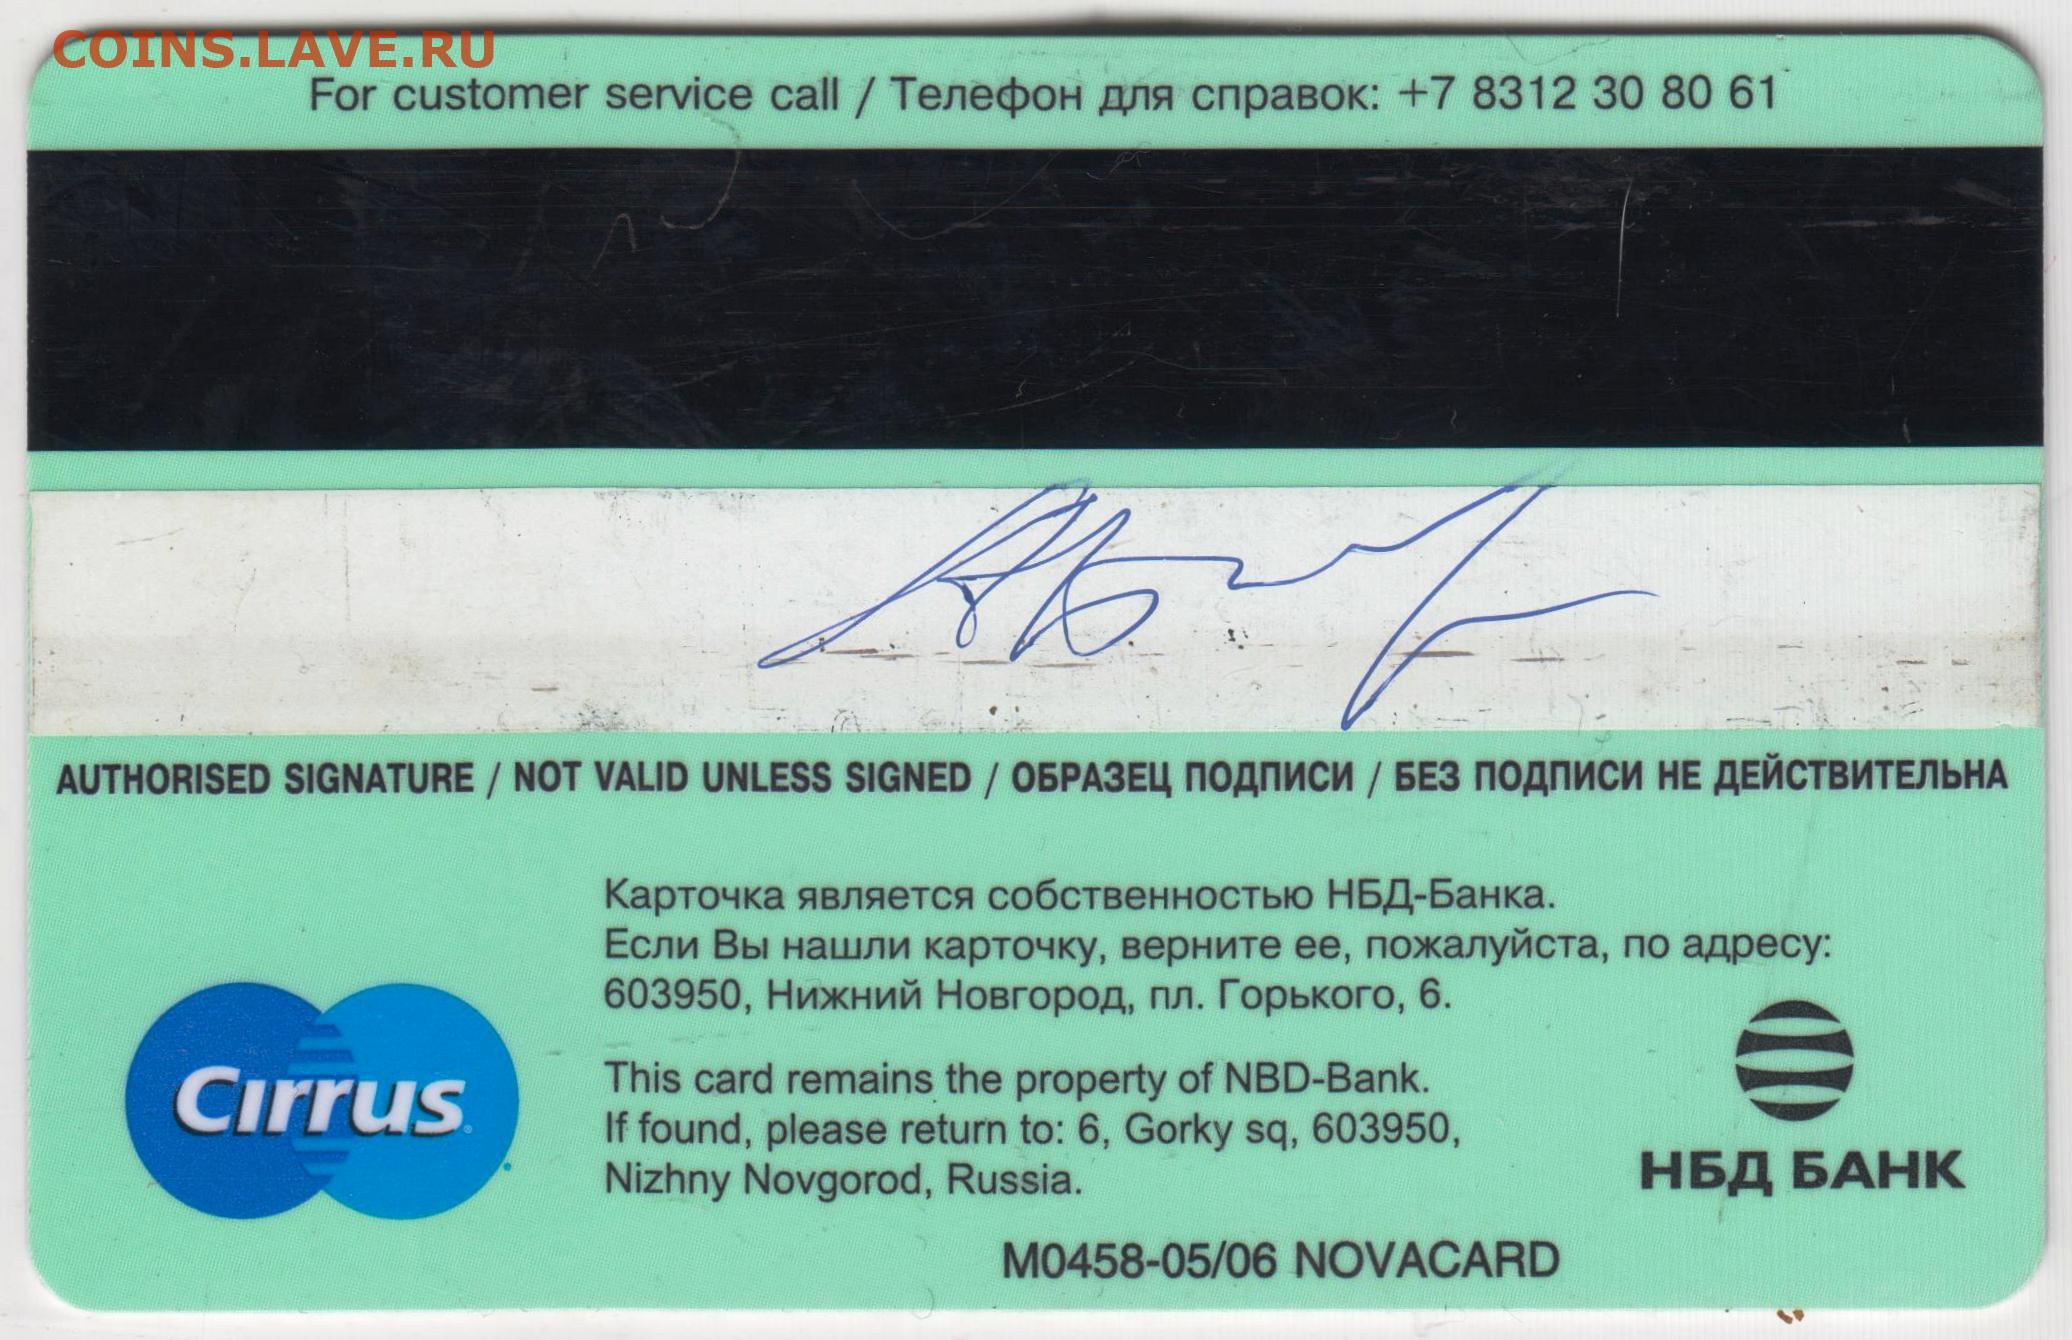 COINS.LAVE.RU
For customer service call / Телефон для справок: +7 8312 30 80 61
AUTHORISED SIGNATURE / NOT VALID UNLESS SIGNED / ОБРАЗЕЦ ПОДПИСИ / БЕЗ ПОДПИСИ НЕ ДЕЙСТВИТЕЛЬНА
Карточка является собственностью НБД-Банка.
Если Вы нашли карточку, верните ее, пожалуйста, по адресу:
603950, Нижний Новгород, пл. Горького, 6.
Cirrus
This card remains the property of NBD-Bank.
If found, please return to: 6, Gorky sq, 603950,
Nizhny Novgorod, Russia.
НБД БАНК
M0458-05/06 NOVACARD